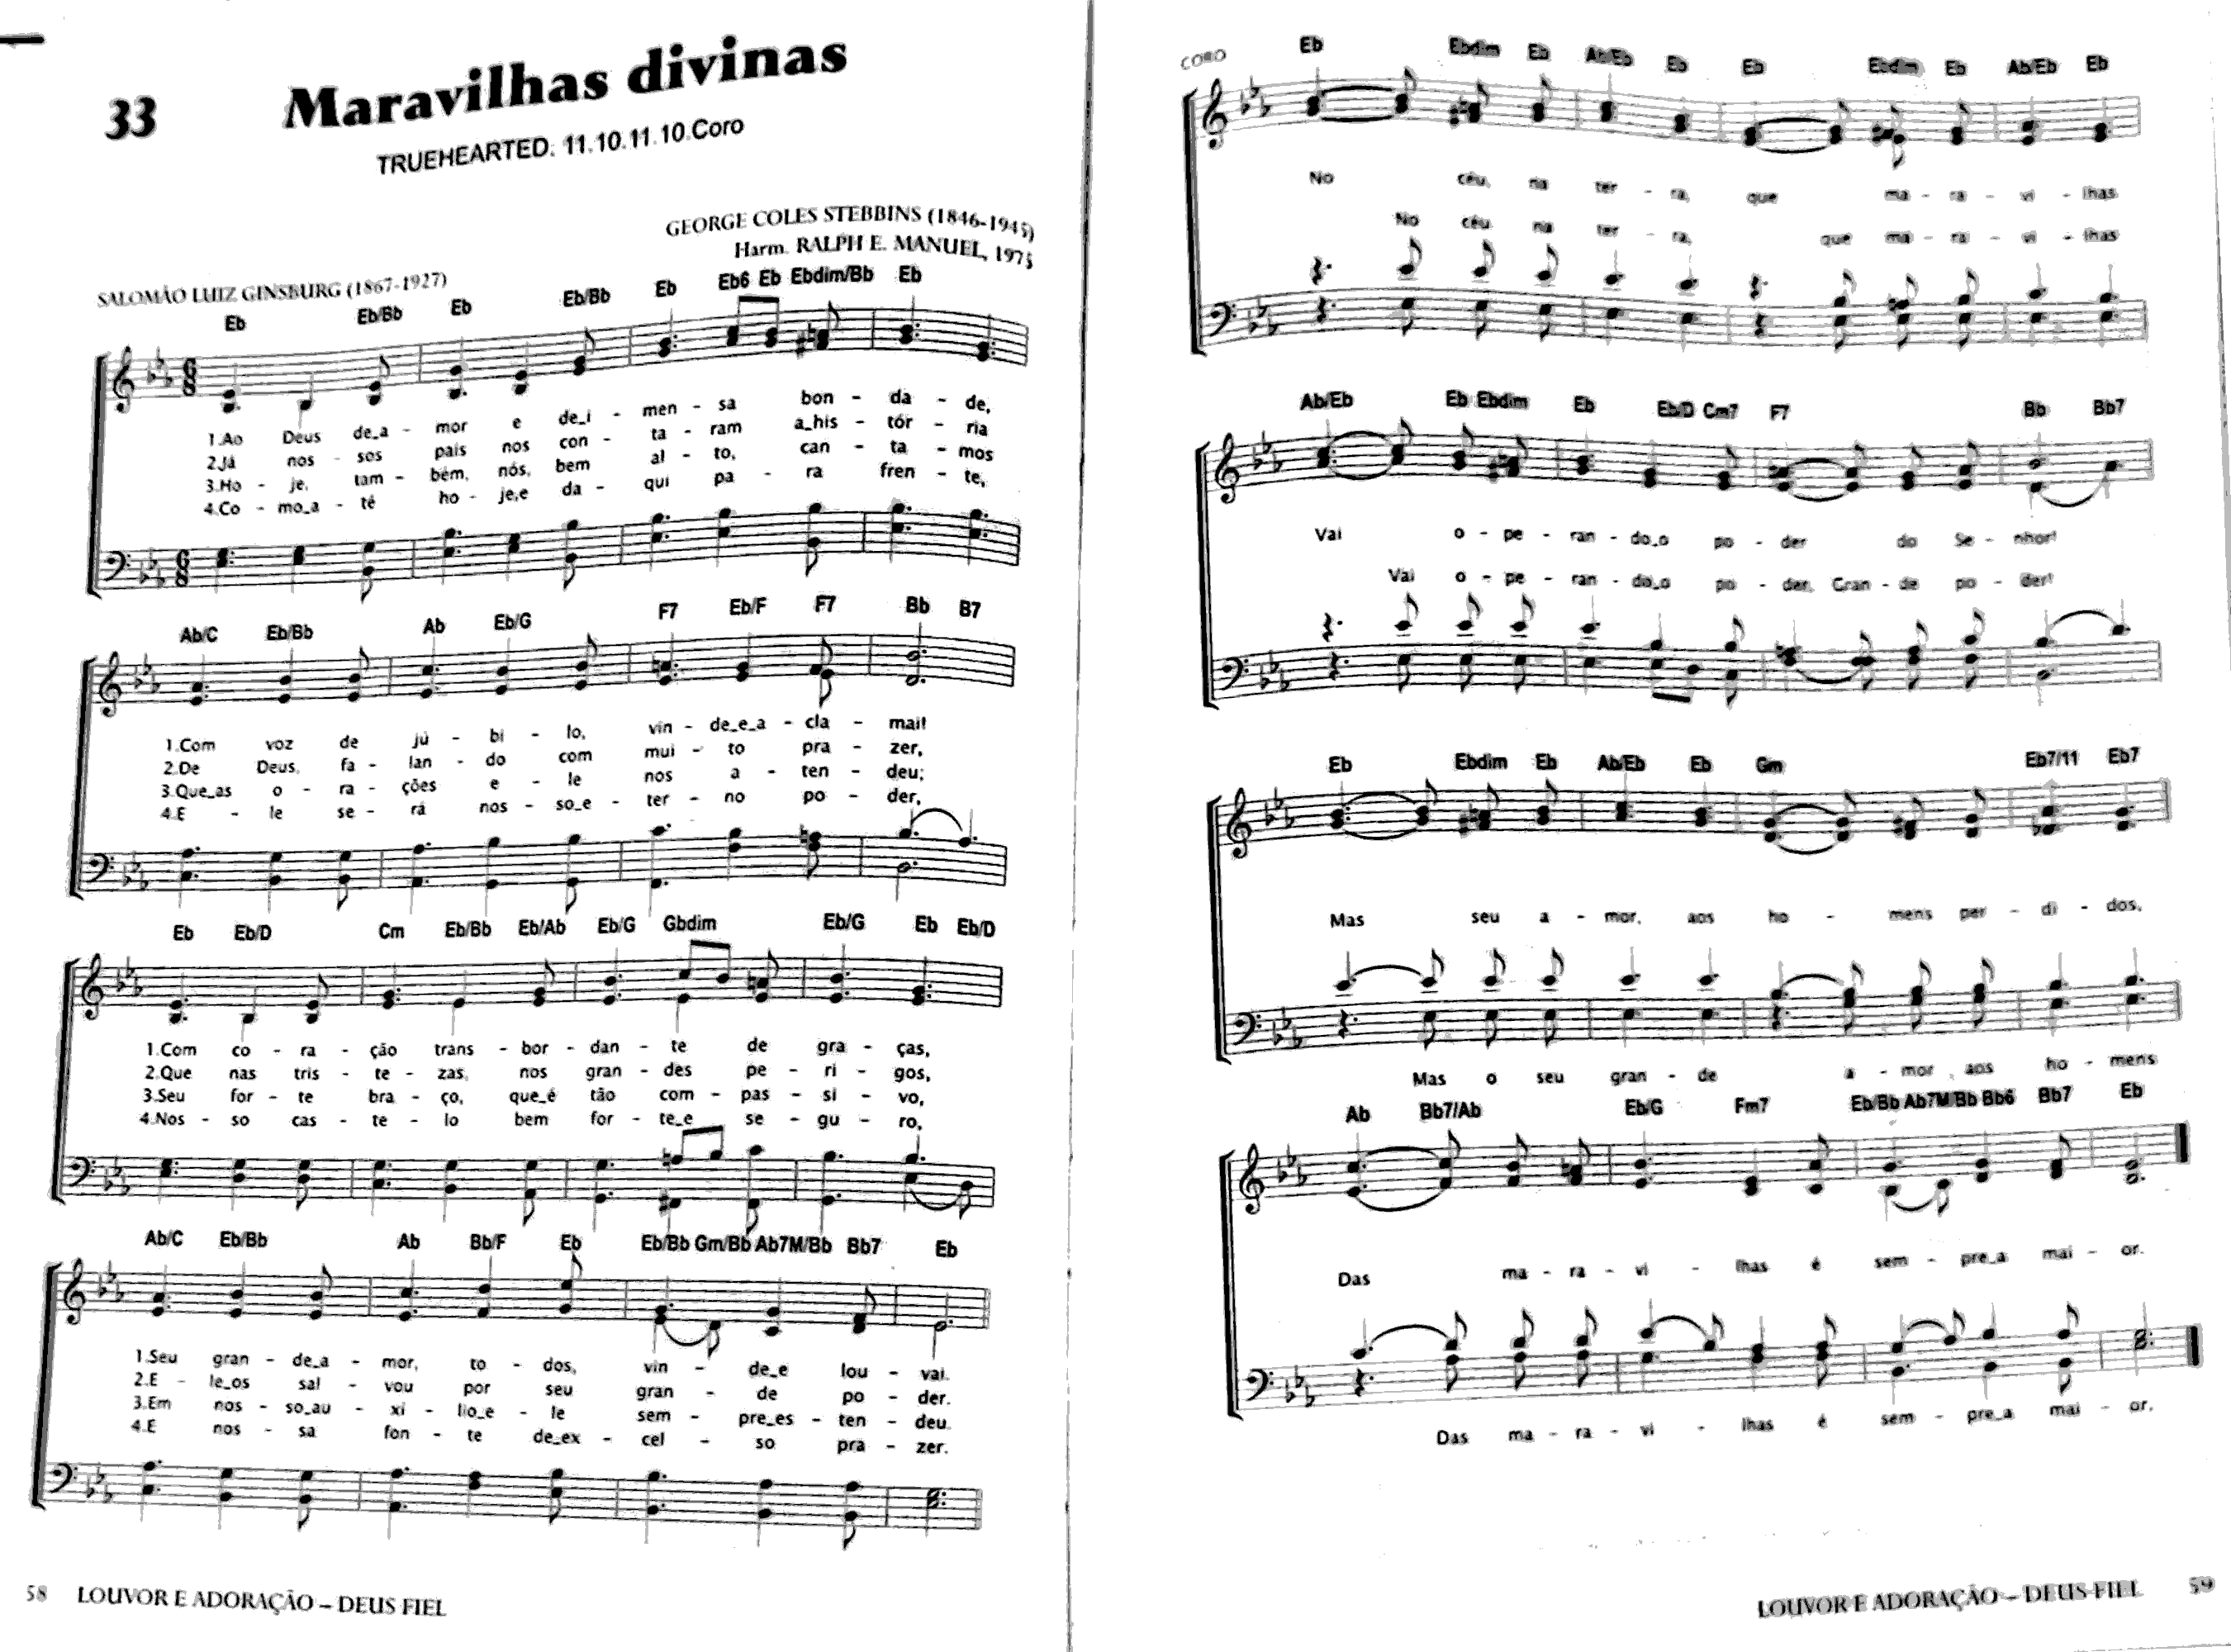 33
Maravilhas divinas
TRUEHEARTED. 11.10.11.10.Coro
GEORGE COLES STEBBINS (1846-1945)
Harm. RALPH E. MANUEL, 1975
SALOMÃO LUIZ GINSBURG (1867-1927)
Eb Eb/Bb Eb Eb/Bb Eb Eb6 Eb Ebdim/Bb Eb
6 8
1.Ao Deus de_a - mor e de_i - men - sa bon - da - de,
2.Já nos - sos pais nos con - ta - ram a_his - tór - ria
3.Ho - je, tam - bém, nós, bem al - to, can - ta - mos
4.Co - mo_a - té ho - je,e da - qui pa - ra fren - te,
6 8
Ab/C Eb/Bb Ab Eb/G F7 Eb/F F7 Bb B7
1.Com voz de jú - bi - lo, vin - de_e_a - cla - mai!
2.De Deus, fa - lan - do com mui - to pra - zer,
3.Que_as o - ra - ções e - le nos a - ten - deu;
4.E - le se - rá nos - so_e - ter - no po - der,
Eb Eb/D Cm Eb/Bb Eb/Ab Eb/G Gbdim Eb/G Eb Eb/D
1.Com co - ra - ção trans - bor - dan - te de gra - ças,
2.Que nas tris - te - zas, nos gran - des pe - ri - gos,
3.Seu for - te bra - ço, que_é tão com - pas - si - vo,
4.Nos - so cas - te - lo bem for - te_e se - gu - ro,
Ab/C Eb/Bb Ab Bb/F Eb Eb/Bb Gm/Bb Ab7M/Bb Bb7 Eb
1.Seu gran - de_a - mor, to - dos, vin - de_e lou - vai.
2.E - le_os sal - vou por seu gran - de po - der.
3.Em nos - so_au - xi - lio_e - le sem - pre_es - ten - deu.
4.E nos - sa fon - te de_ex - cel - so pra - zer.
58 LOUVOR E ADORAÇÃO – DEUS FIEL
CORO
Eb Ebdim Eb Ab/Eb Eb Eb Ebdim Eb Ab/Eb Eb
No céu, na ter - ra, que ma - ra - vi - lhas
No céu na ter - ra, que ma - ra - vi - lhas
Ab/Eb Eb Ebdim Eb Eb/D Cm7 F7 Bb Bb7
Vai o - pe - ran - do_o po - der do Se - nhor!
Vai o - pe - ran - do_o po - der, Gran - de po - der!
Eb Ebdim Eb Ab/Eb Eb Gm Eb7/11 Eb7
Mas seu a - mor, aos ho - mens per - di - dos,
Mas o seu gran - de a - mor , aos ho - mens
Ab Bb7/Ab Eb/G Fm7 Eb/Bb Ab7M/Bb Bb6 Bb7 Eb
Das ma - ra - vi - lhas é sem - pre_a mai - or.
Das ma - ra - vi - lhas é sem - pre_a mai - or.
LOUVOR E ADORAÇÃO – DEUS FIEL 59